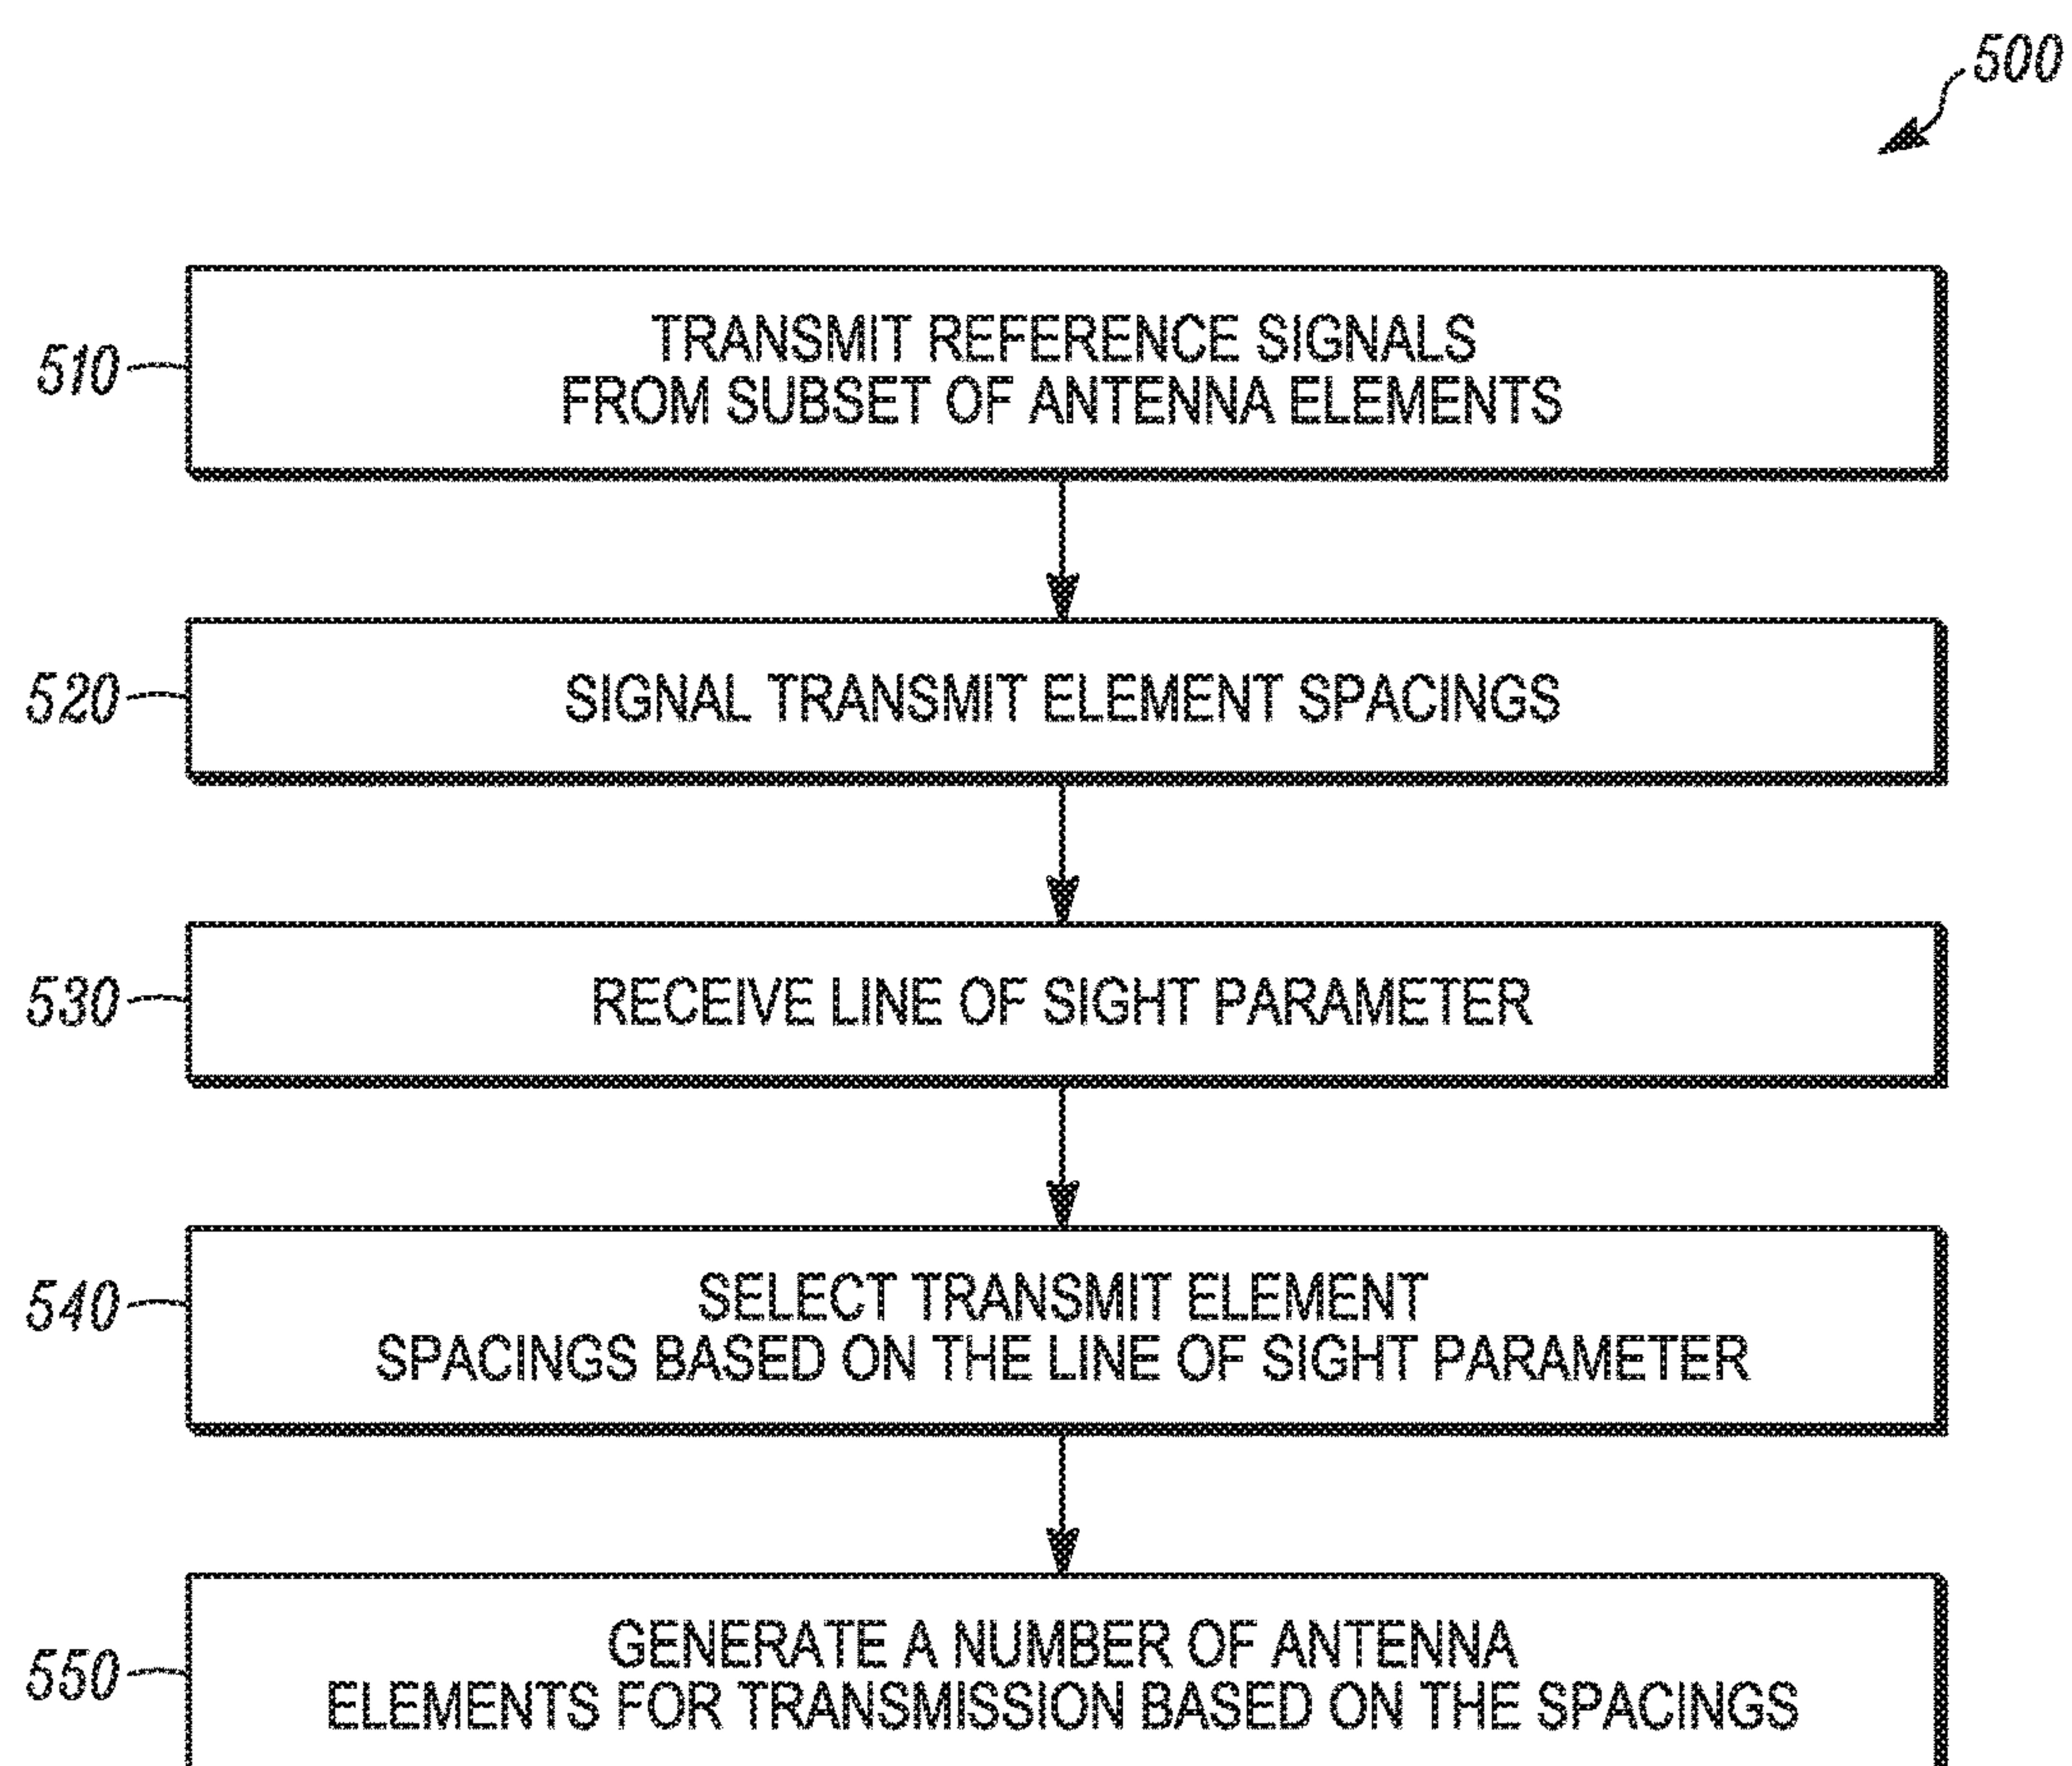 500
510
TRANSMIT REFERENCE SIGNALS
FROM SUBSET OF ANTENNA ELEMENTS
520
SIGNAL TRANSMIT ELEMENT SPACINGS
530
RECEIVE LINE OF SIGHT PARAMETER
540
SELECT TRANSMIT ELEMENT
SPACINGS BASED ON THE LINE OF SIGHT PARAMETER
550
GENERATE A NUMBER OF ANTENNA
ELEMENTS FOR TRANSMISSION BASED ON THE SPACINGS